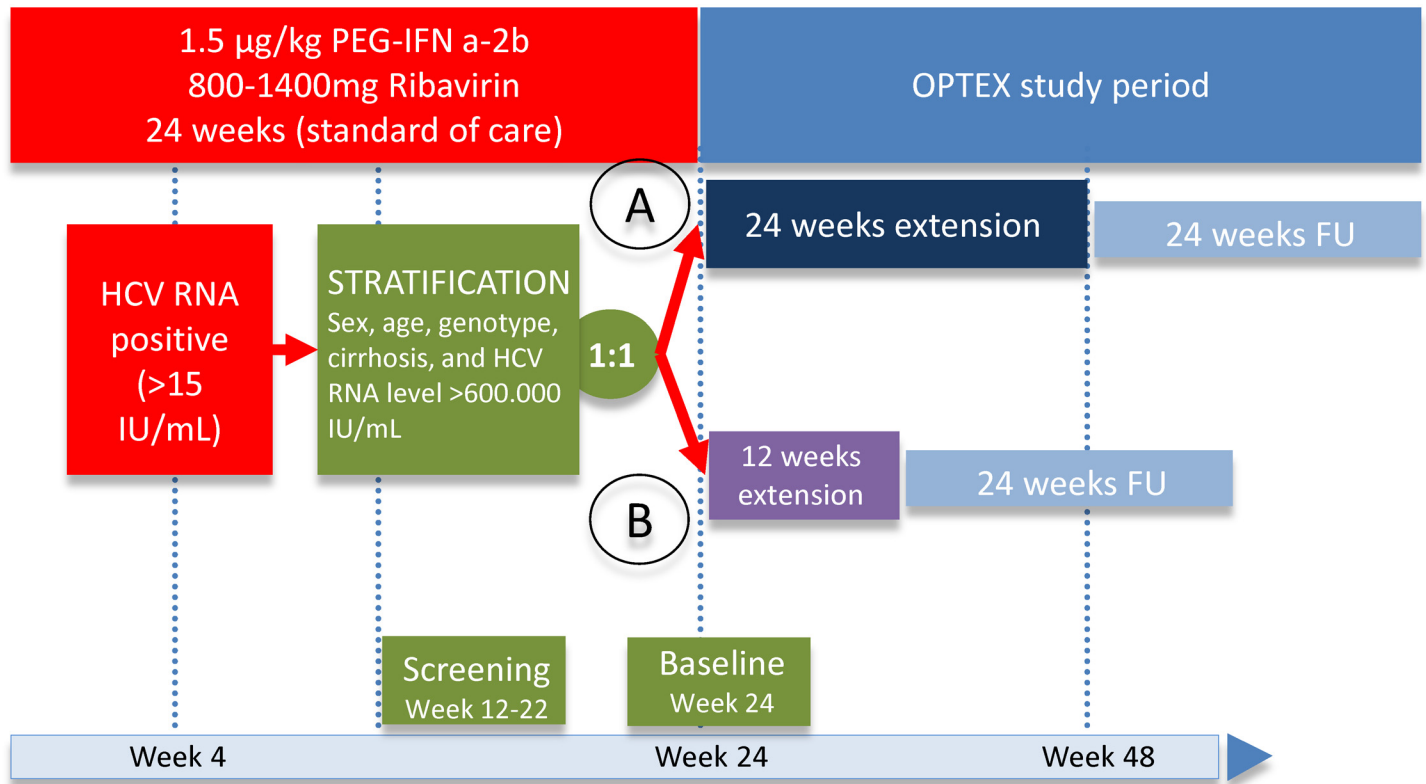 1.5 µg/kg PEG-IFN a-2b
800-1400mg Ribavirin
24 weeks (standard of care)
OPTEX study period
A
24 weeks extension
24 weeks FU
HCV RNA
positive
(>15
IU/mL)
STRATIFICATION
Sex, age, genotype,
cirrhosis, and HCV
RNA level >600.000
IU/mL
1:1
12 weeks
extension
24 weeks FU
B
Screening
Week 12-22
Baseline
Week 24
Week 4
Week 24
Week 48